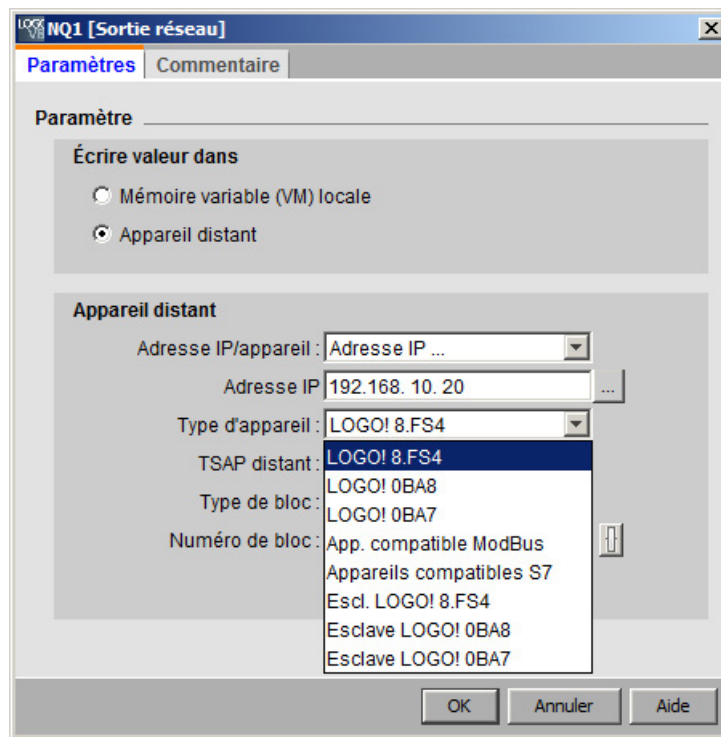 NQ1 [Sortie réseau]
Paramètres Commentaire
Paramètre
Écrire valeur dans
Mémoire variable (VM) locale
Appareil distant
Appareil distant
Adresse IP/appareil : Adresse IP ...
Adresse IP 192.168. 10. 20 ...
Type d'appareil : LOGO! 8.FS4
TSAP distant : LOGO! 8.FS4
LOGO! 0BA8
Type de bloc : LOGO! 0BA7
Numéro de bloc : App. compatible ModBus
Appareils compatibles S7
Escl. LOGO! 8.FS4
Esclave LOGO! 0BA8
Esclave LOGO! 0BA7
OK Annuler Aide